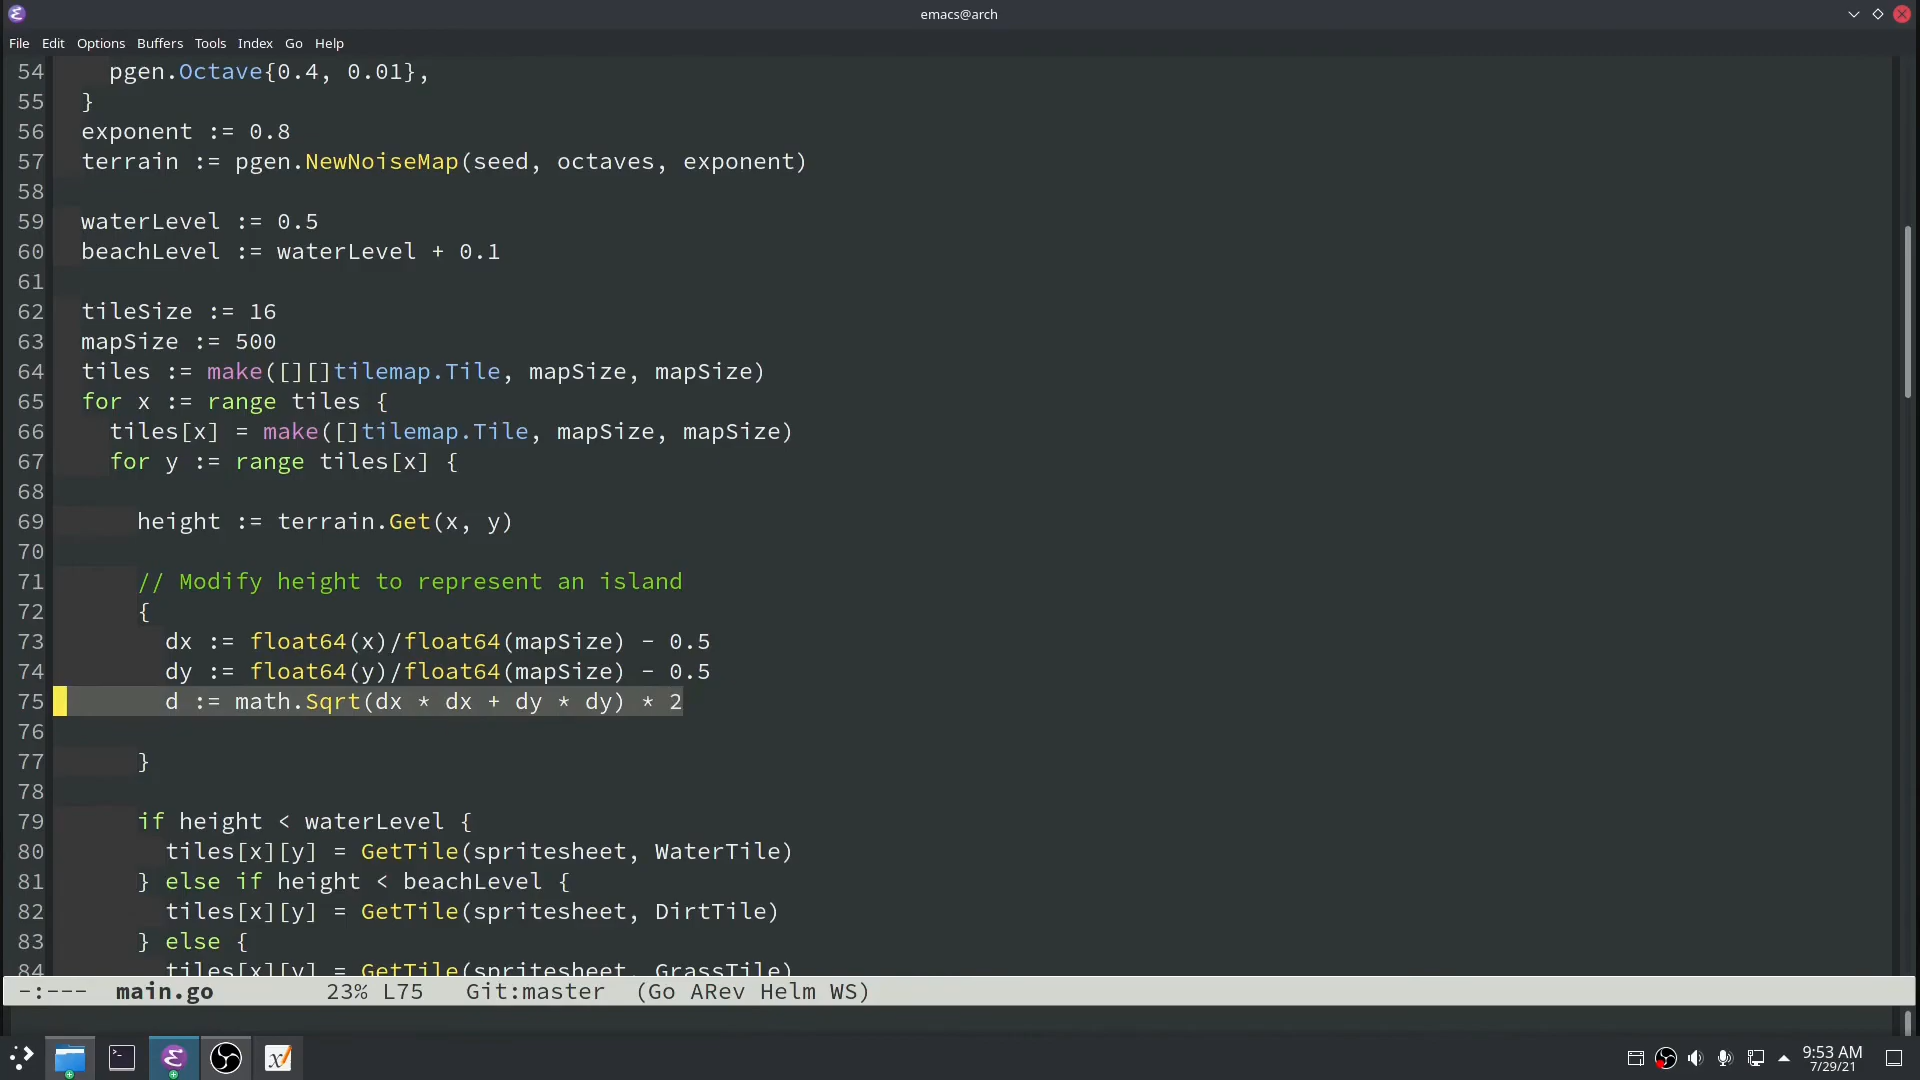 emacs@arch
File Edit Options Buffers Tools Index Go Help
54 pgen.Octave{0.4, 0.01},
55 }
56 exponent := 0.8
57 terrain := pgen.NewNoiseMap(seed, octaves, exponent)
58
59 waterLevel := 0.5
60 beachLevel := waterLevel + 0.1
61
62 tileSize := 16
63 mapSize := 500
64 tiles := make([][]tilemap.Tile, mapSize, mapSize)
65 for x := range tiles {
66 tiles[x] = make([]tilemap.Tile, mapSize, mapSize)
67 for y := range tiles[x] {
68
69 height := terrain.Get(x, y)
70
71 // Modify height to represent an island
72 {
73 dx := float64(x)/float64(mapSize) - 0.5
74 dy := float64(y)/float64(mapSize) - 0.5
75 d := math.Sqrt(dx * dx + dy * dy) * 2
76
77 }
78
79 if height < waterLevel {
80 tiles[x][y] = GetTile(spritesheet, WaterTile)
81 } else if height < beachLevel {
82 tiles[x][y] = GetTile(spritesheet, DirtTile)
83 } else {
84 tiles[x][y] = GetTile(spritesheet, GrassTile)
-:--- main.go 23% L75 Git:master (Go ARev Helm WS)
9:53 AM
7/29/21